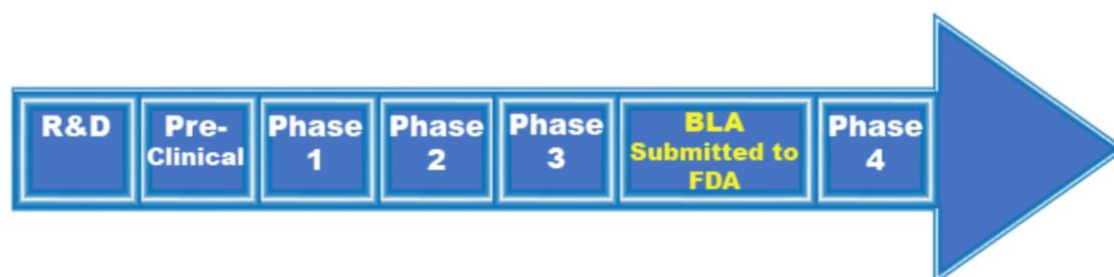 R&D
Pre-
Clinical
Phase
1
Phase
2
Phase
3
BLA
Submitted to
FDA
Phase
4